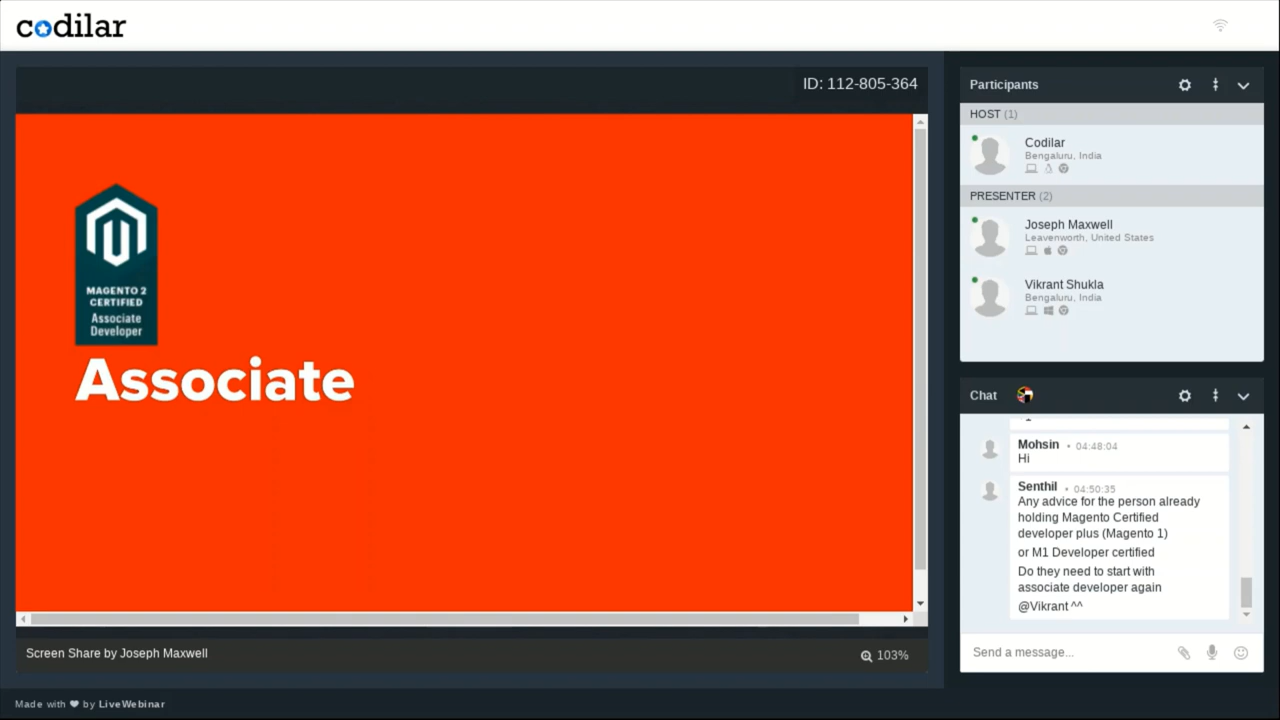 codilar
ID: 112-805-364
MAGENTO 2
CERTIFIED
Associate
Developer
Associate
Screen Share by Joseph Maxwell
103%
Participants
HOST (1)
Codilar
Bengaluru, India
PRESENTER (2)
Joseph Maxwell
Leavenworth, United States
Vikrant Shukla
Bengaluru, India
Chat
Mohsin • 04:48:04
Hi
Senthil • 04:50:35
Any advice for the person already
holding Magento Certified
developer plus (Magento 1)
or M1 Developer certified
Do they need to start with
associate developer again
@Vikrant ^^
Send a message...
Made with ❤ by LiveWebinar